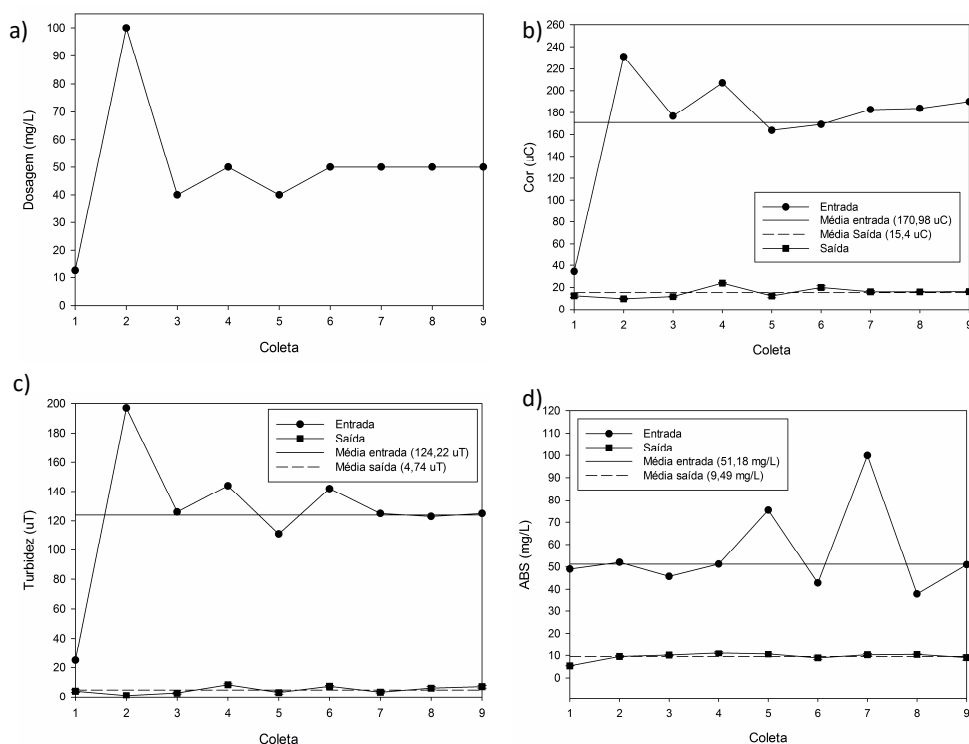 a)
Dosagem (mg/L)
100
90
80
70
60
50
40
30
20
10
0
1 2 3 4 5 6 7 8 9
Coleta
b)
Cor (uC)
260
240
220
200
180
160
140
120
100
80
60
40
20
0
Entrada
Média entrada (170,98 uC)
Média Saída (15,4 uC)
Saída
1 2 3 4 5 6 7 8 9
Coleta
c)
Turbidez (uT)
200
180
160
140
120
100
80
60
40
20
0
Entrada
Saída
Média entrada (124,22 uT)
Média saída (4,74 uT)
1 2 3 4 5 6 7 8 9
Coleta
d)
ABS (mg/L)
120
110
100
90
80
70
60
50
40
30
20
10
0
Entrada
Saída
Média entrada (51,18 mg/L)
Média saída (9,49 mg/L)
1 2 3 4 5 6 7 8 9
Coleta